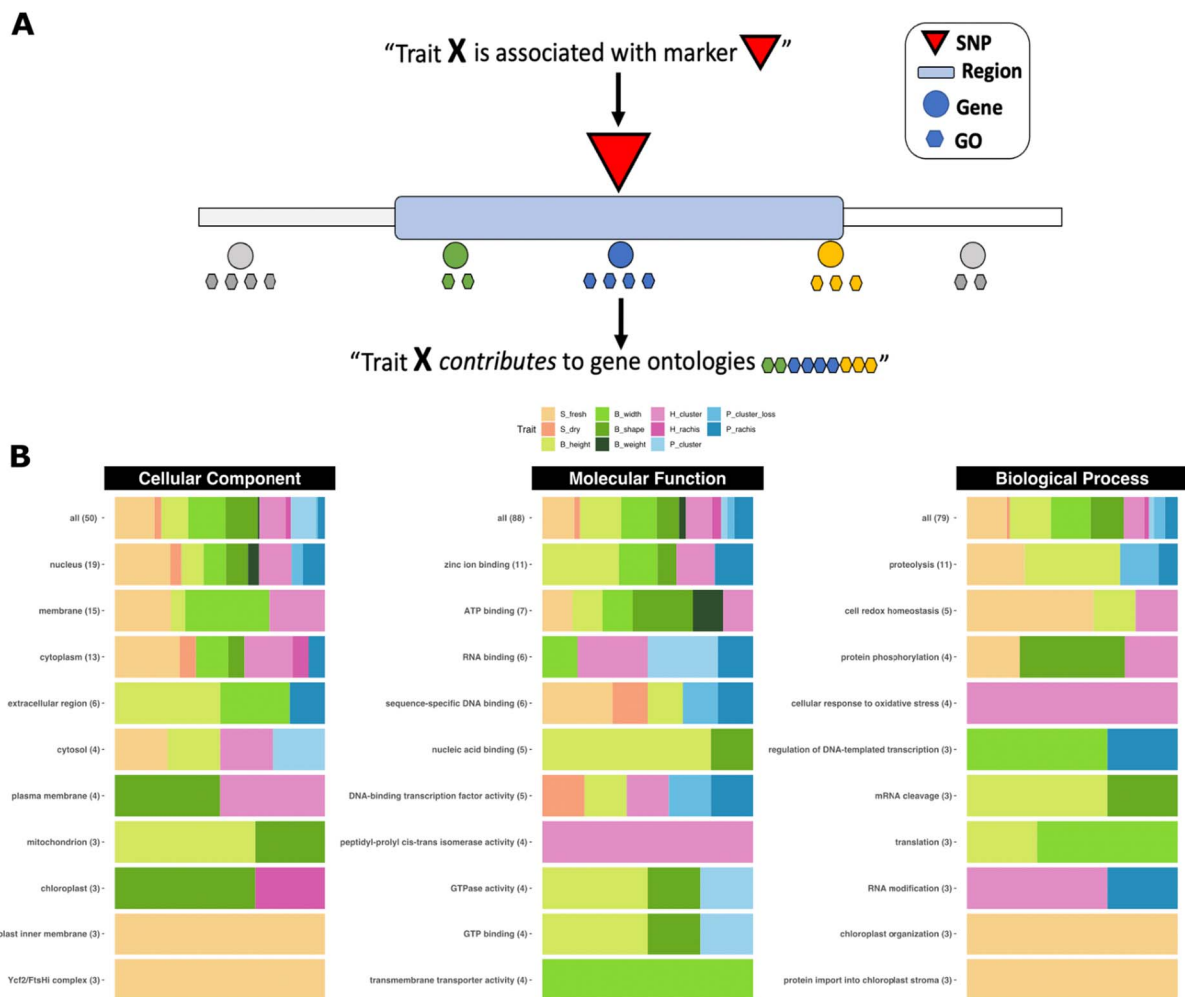 A
“Trait X is associated with marker ”
SNP
Region
Gene
GO
“Trait X contributes to gene ontologies ”
Trait
S_fresh
S_dry
B_height
B_width
B_shape
B_weight
H_cluster
H_rachis
P_cluster
P_cluster_loss
P_rachis
B
Cellular Component
all (50)
nucleus (19)
membrane (15)
cytoplasm (13)
extracellular region (6)
cytosol (4)
plasma membrane (4)
mitochondrion (3)
chloroplast (3)
plast inner membrane (3)
Ycf2/FtsHi complex (3)
Molecular Function
all (88)
zinc ion binding (11)
ATP binding (7)
RNA binding (6)
sequence-specific DNA binding (6)
nucleic acid binding (5)
DNA-binding transcription factor activity (5)
peptidyl-prolyl cis-trans isomerase activity (4)
GTPase activity (4)
GTP binding (4)
transmembrane transporter activity (4)
Biological Process
all (79)
proteolysis (11)
cell redox homeostasis (5)
protein phosphorylation (4)
cellular response to oxidative stress (4)
regulation of DNA-templated transcription (3)
mRNA cleavage (3)
translation (3)
RNA modification (3)
chloroplast organization (3)
protein import into chloroplast stroma (3)